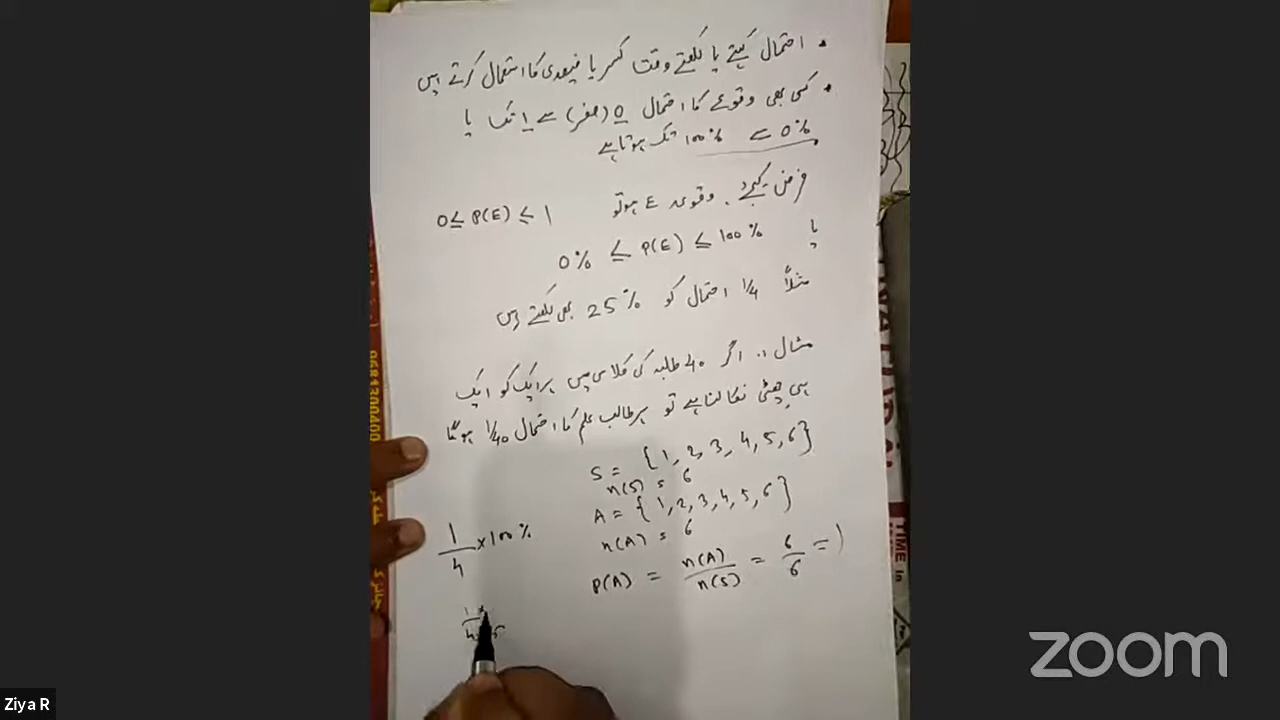 • احتمال کہتے یا لکھتے وقت کسر یا فیصدی کا استعمال کرتے ہیں
• کسی بھی وقوعے کا احتمال 0 (صفر) سے 1 تک یا
0% سے 100% تک ہوتا ہے
فرض کیجیے . وقوعہ E ہو تو 0 ≤ P(E) ≤ 1
یا 0% ≤ P(E) ≤ 100%
مثلاً 1/4 احتمال کو 25% بھی لکھتے ہیں
مثال :. اگر 40 طلبہ کی کلاس میں ہر ایک کو ایک
ہی چھٹی نکالنا ہے تو ہر طالب علم کا احتمال 1/40 ہوگا
S = {1, 2, 3, 4, 5, 6}
n(S) = 6
A = {1, 2, 3, 4, 5, 6}
n(A) = 6
P(A) = n(A)/n(S) = 6/6 = 1
1/4 × 100%
9684300400
TIME
In
zoom
Ziya R